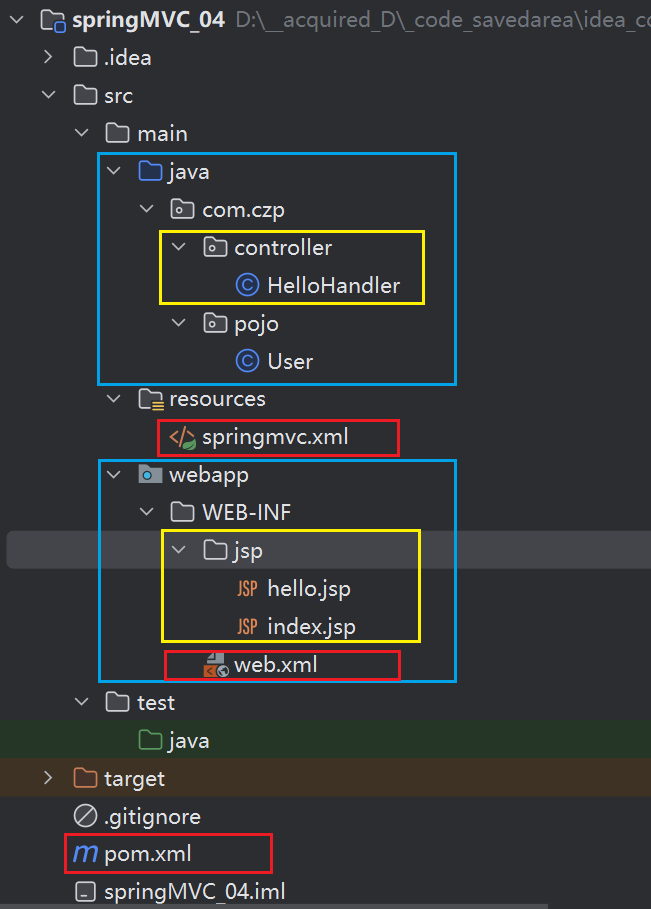 springMVC_04 D:\__acquired_D\_code_savedarea\idea_co
.idea
src
main
java
com.czp
controller
HelloHandler
pojo
User
resources
springmvc.xml
webapp
WEB-INF
jsp
JSP hello.jsp
JSP index.jsp
web.xml
test
java
target
.gitignore
m pom.xml
springMVC_04.iml